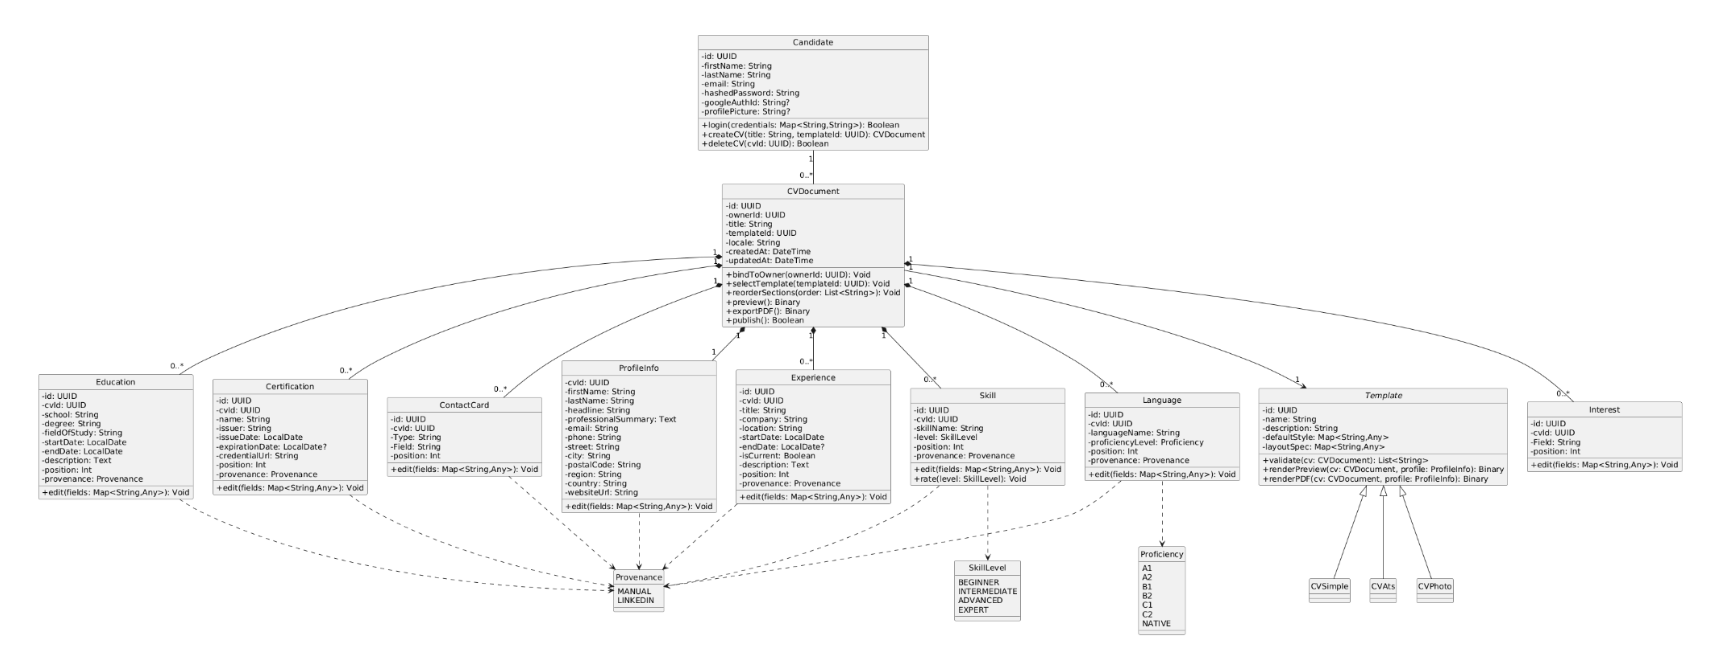 Candidate
-id: UUID
-firstName: String
-lastName: String
-email: String
-hashedPassword: String
-googleAuthId: String?
-profilePicture: String?
+login(credentials: Map<String,String>): Boolean
+createCV(title: String, templateId: UUID): CVDocument
+deleteCV(cvId: UUID): Boolean
1
0..*
CVDocument
-id: UUID
-ownerId: UUID
-title: String
-templateId: UUID
-locale: String
-createdAt: DateTime
-updatedAt: DateTime
+bindToOwner(ownerId: UUID): Void
+selectTemplate(templateId: UUID): Void
+reorderSections(order: List<String>): Void
+preview(): Binary
+exportPDF(): Binary
+publish(): Boolean
1
1
1
1
1
1
1
1
1
0..*
Education
-id: UUID
-cvId: UUID
-school: String
-degree: String
-fieldOfStudy: String
-startDate: LocalDate
-endDate: LocalDate
-description: Text
-position: Int
-provenance: Provenance
+edit(fields: Map<String,Any>): Void
0..*
Certification
-id: UUID
-cvId: UUID
-name: String
-issuer: String
-issueDate: LocalDate
-expirationDate: LocalDate?
-credentialUrl: String
-position: Int
-provenance: Provenance
+edit(fields: Map<String,Any>): Void
0..*
ContactCard
-id: UUID
-cvId: UUID
-Type: String
-Field: String
-position: Int
+edit(fields: Map<String,Any>): Void
1
ProfileInfo
-cvId: UUID
-firstName: String
-lastName: String
-headline: String
-professionalSummary: Text
-email: String
-phone: String
-street: String
-city: String
-postalCode: String
-region: String
-country: String
-websiteUrl: String
+edit(fields: Map<String,Any>): Void
0..*
Experience
-id: UUID
-cvId: UUID
-title: String
-company: String
-location: String
-startDate: LocalDate
-endDate: LocalDate?
-isCurrent: Boolean
-description: Text
-position: Int
-provenance: Provenance
+edit(fields: Map<String,Any>): Void
0..*
Skill
-id: UUID
-cvId: UUID
-skillName: String
-level: SkillLevel
-position: Int
-provenance: Provenance
+edit(fields: Map<String,Any>): Void
+rate(level: SkillLevel): Void
0..*
Language
-id: UUID
-cvId: UUID
-languageName: String
-proficiencyLevel: Proficiency
-position: Int
-provenance: Provenance
+edit(fields: Map<String,Any>): Void
1
Template
-id: UUID
-name: String
-description: String
-defaultStyle: Map<String,Any>
-layoutSpec: Map<String,Any>
+validate(cv: CVDocument): List<String>
+renderPreview(cv: CVDocument, profile: ProfileInfo): Binary
+renderPDF(cv: CVDocument, profile: ProfileInfo): Binary
0..*
Interest
-id: UUID
-cvId: UUID
-Field: String
-position: Int
+edit(fields: Map<String,Any>): Void
Provenance
MANUAL
LINKEDIN
SkillLevel
BEGINNER
INTERMEDIATE
ADVANCED
EXPERT
Proficiency
A1
A2
B1
B2
C1
C2
NATIVE
CVSimple
CVAts
CVPhoto